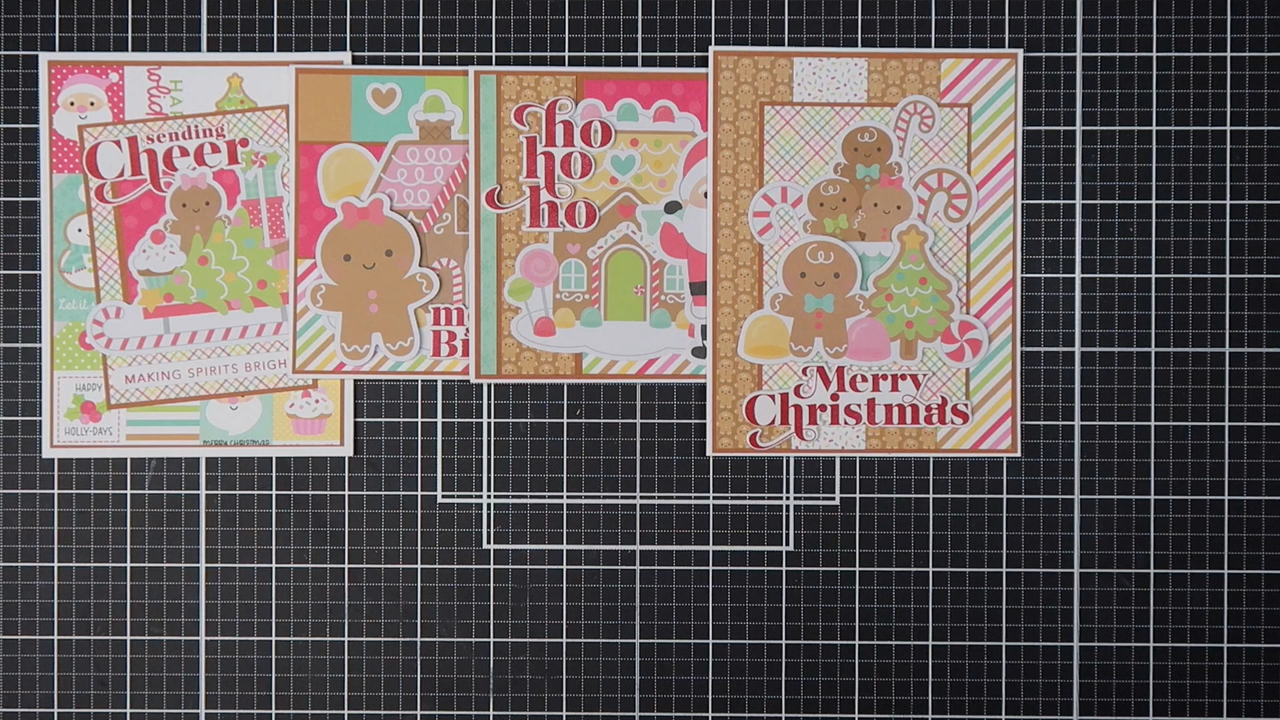 sending
Cheer
Let it
MAKING SPIRITS BRIGH
HAPPY
HOLLY-DAYS
MERRY CHRISTMAS
ho
ho
ho
Merry
Christmas